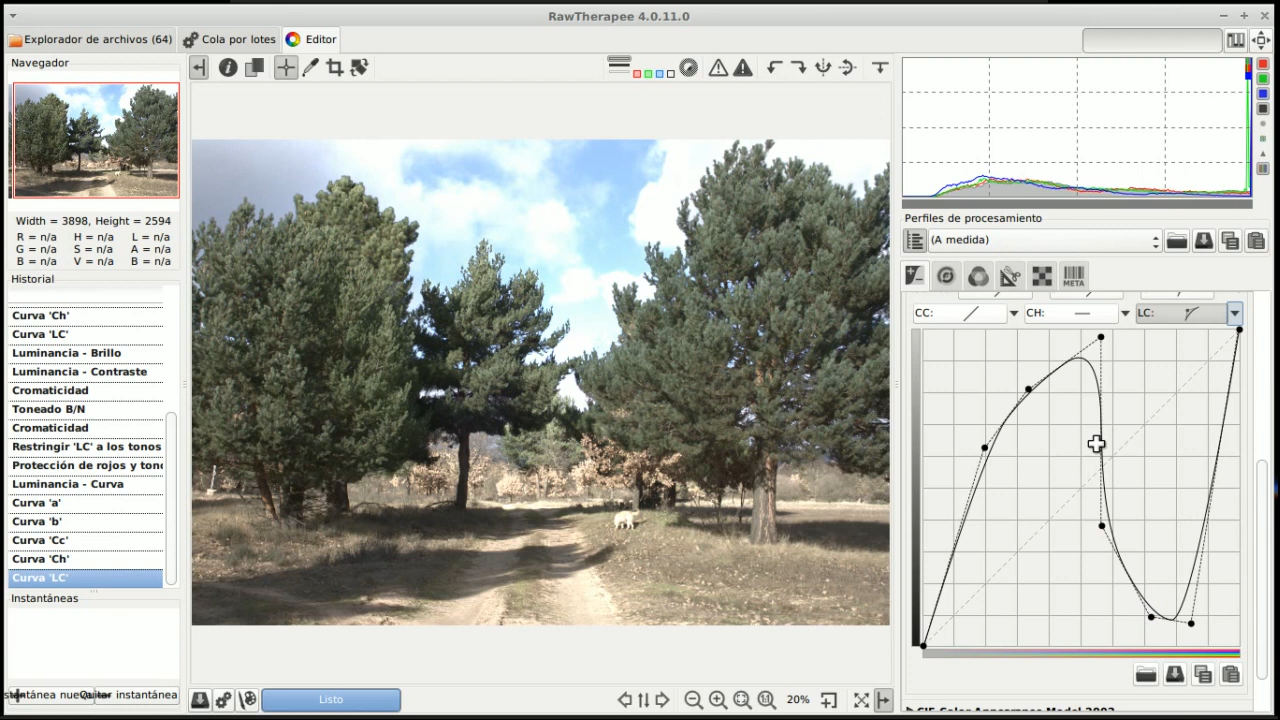 RawTherapee 4.0.11.0
Explorador de archivos (64)
Cola por lotes
Editor
Navegador
Width = 3898, Height = 2594
R = n/a H = n/a L = n/a
G = n/a S = n/a A = n/a
B = n/a V = n/a B = n/a
Historial
Curva 'Ch'
Curva 'LC'
Luminancia - Brillo
Luminancia - Contraste
Cromaticidad
Toneado B/N
Cromaticidad
Restringir 'LC' a los tonos
Protección de rojos y tono
Luminancia - Curva
Curva 'a'
Curva 'b'
Curva 'Cc'
Curva 'Ch'
Curva 'LC'
Instantáneas
instantánea
Listo
20%
Perfiles de procesamiento
(A medida)
META
CC:
CH:
LC: